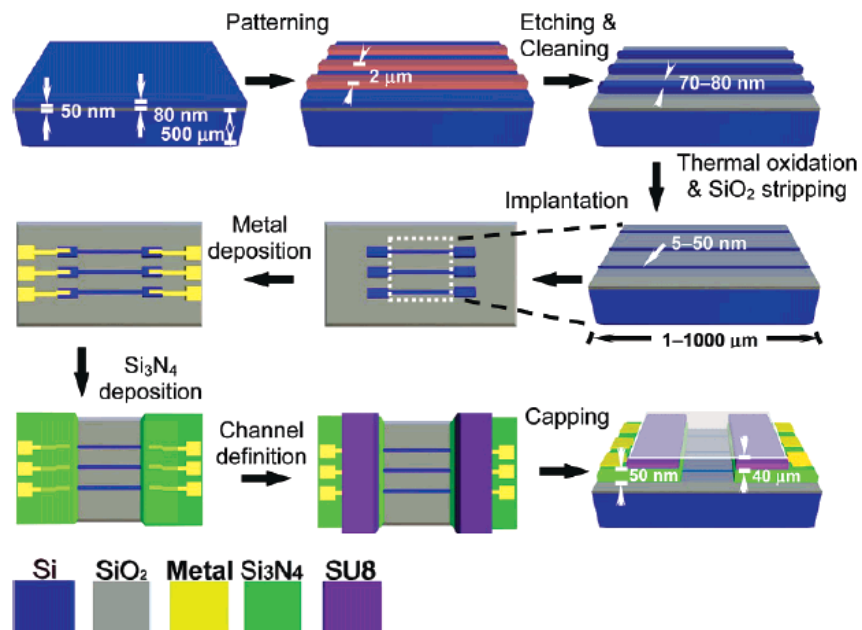 Patterning
Etching &
Cleaning
50 nm
80 nm
500 μm
2 μm
70–80 nm
Thermal oxidation
& SiO₂ stripping
Implantation
Metal
deposition
5–50 nm
1–1000 μm
Si₃N₄
deposition
Channel
definition
Capping
50 nm
40 μm
Si
SiO₂
Metal
Si₃N₄
SU8